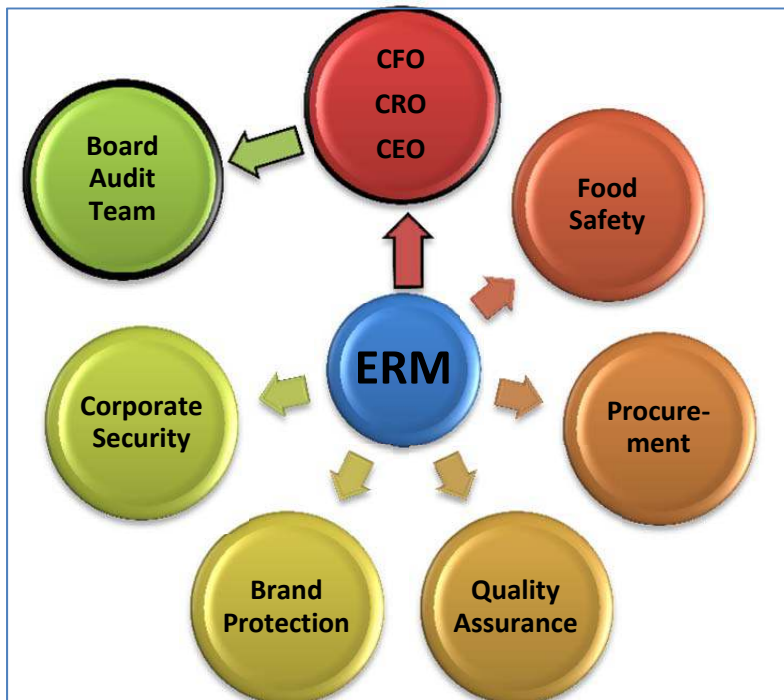 CFO
CRO
CEO
Board
Audit
Team
Food
Safety
ERM
Corporate
Security
Procure-
ment
Brand
Protection
Quality
Assurance